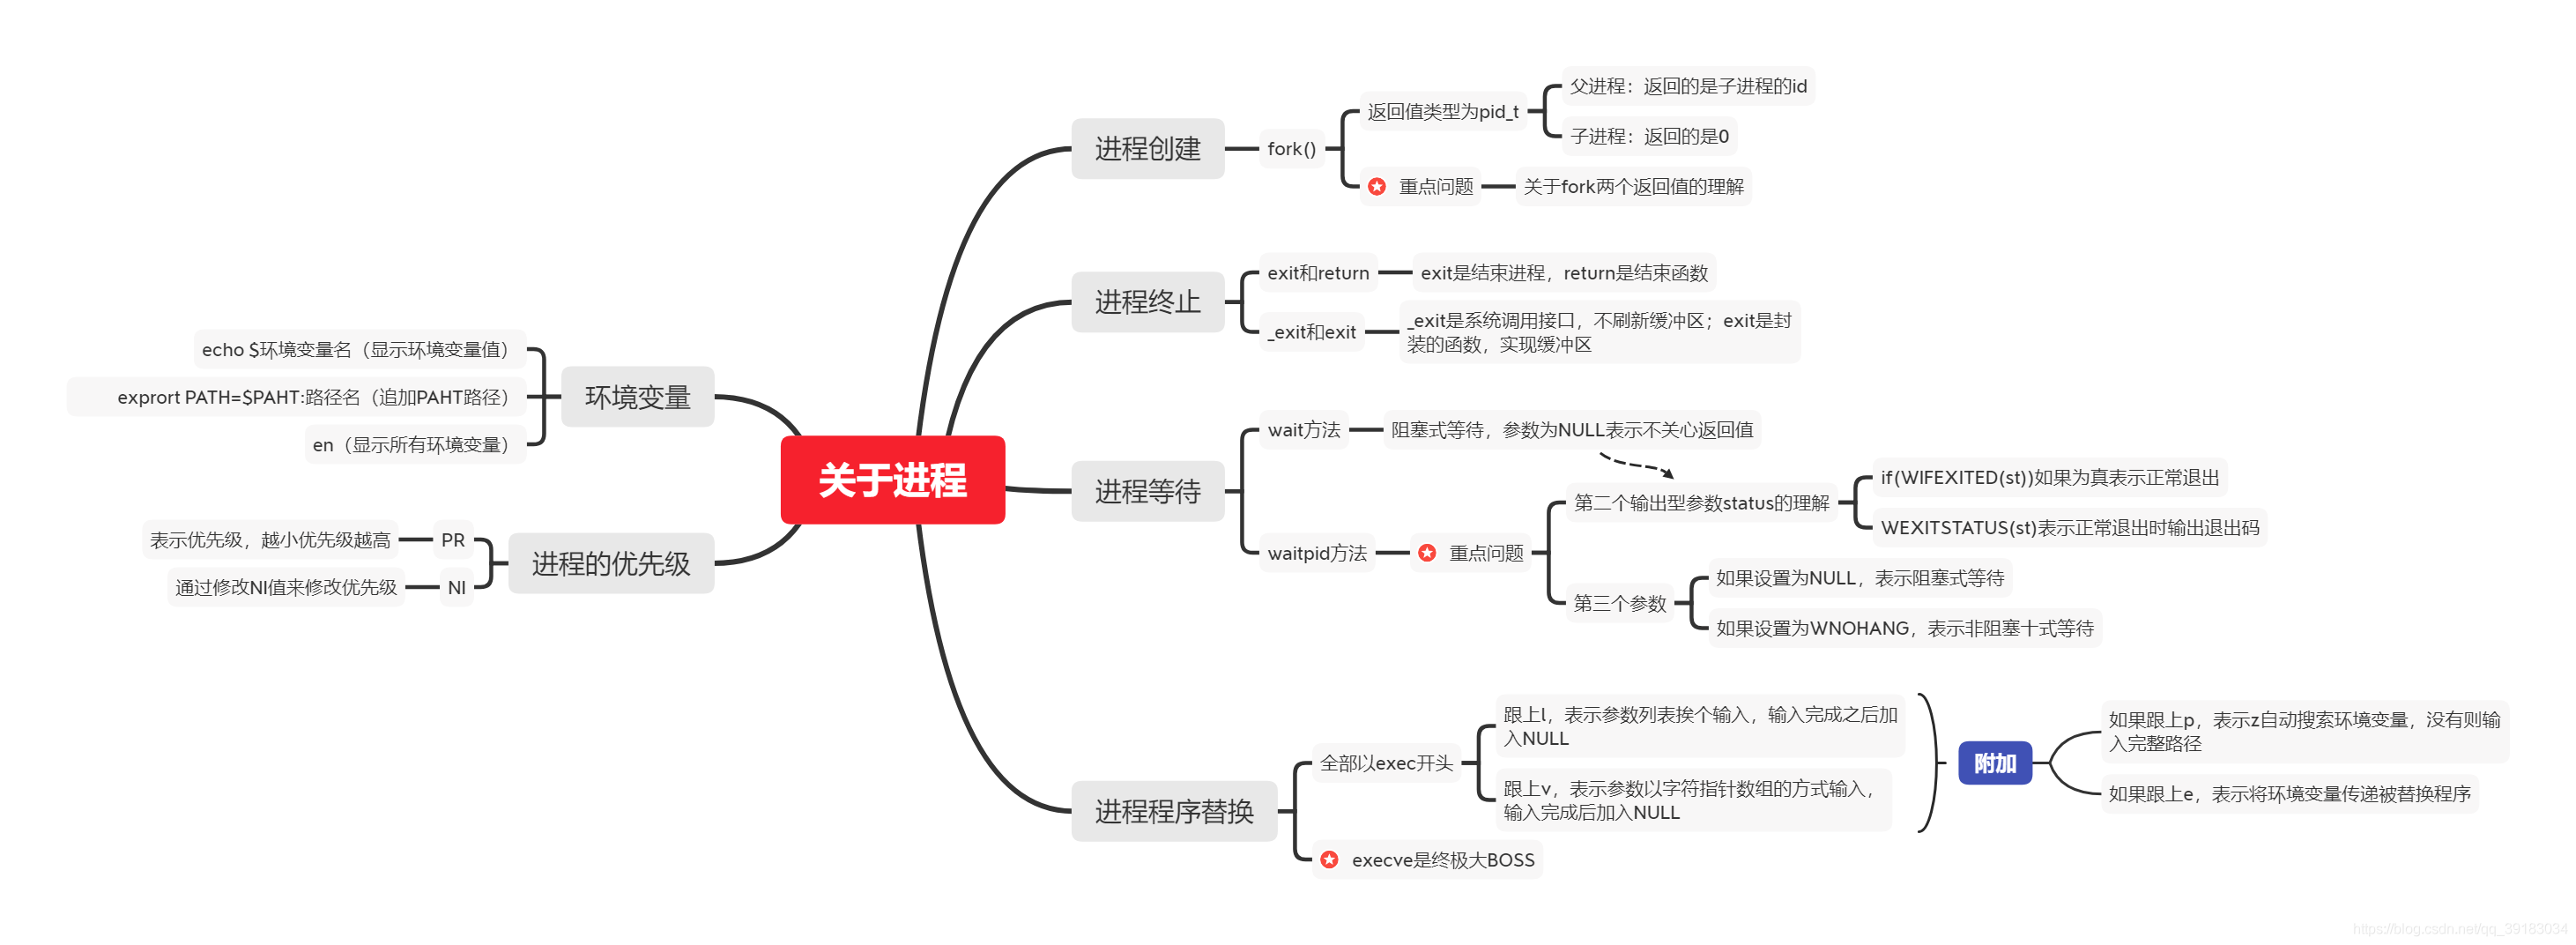 关于进程
进程创建
fork()
返回值类型为pid_t
父进程：返回的是子进程的id
子进程：返回的是0
重点问题
关于fork两个返回值的理解
进程终止
exit和return
exit是结束进程，return是结束函数
_exit和exit
_exit是系统调用接口，不刷新缓冲区；exit是封
装的函数，实现缓冲区
进程等待
wait方法
阻塞式等待，参数为NULL表示不关心返回值
waitpid方法
重点问题
第二个输出型参数status的理解
if(WIFEXITED(st))如果为真表示正常退出
WEXITSTATUS(st)表示正常退出时输出退出码
第三个参数
如果设置为NULL，表示阻塞式等待
如果设置为WNOHANG，表示非阻塞十式等待
进程程序替换
全部以exec开头
跟上l，表示参数列表挨个输入，输入完成之后加
入NULL
跟上v，表示参数以字符指针数组的方式输入，
输入完成后加入NULL
附加
如果跟上p，表示z自动搜索环境变量，没有则输
入完整路径
如果跟上e，表示将环境变量传递被替换程序
execve是终极大BOSS
环境变量
echo $环境变量名（显示环境变量值）
exprort PATH=$PAHT:路径名（追加PAHT路径）
en（显示所有环境变量）
进程的优先级
PR
表示优先级，越小优先级越高
NI
通过修改NI值来修改优先级
https://blog.csdn.net/qq_39183034